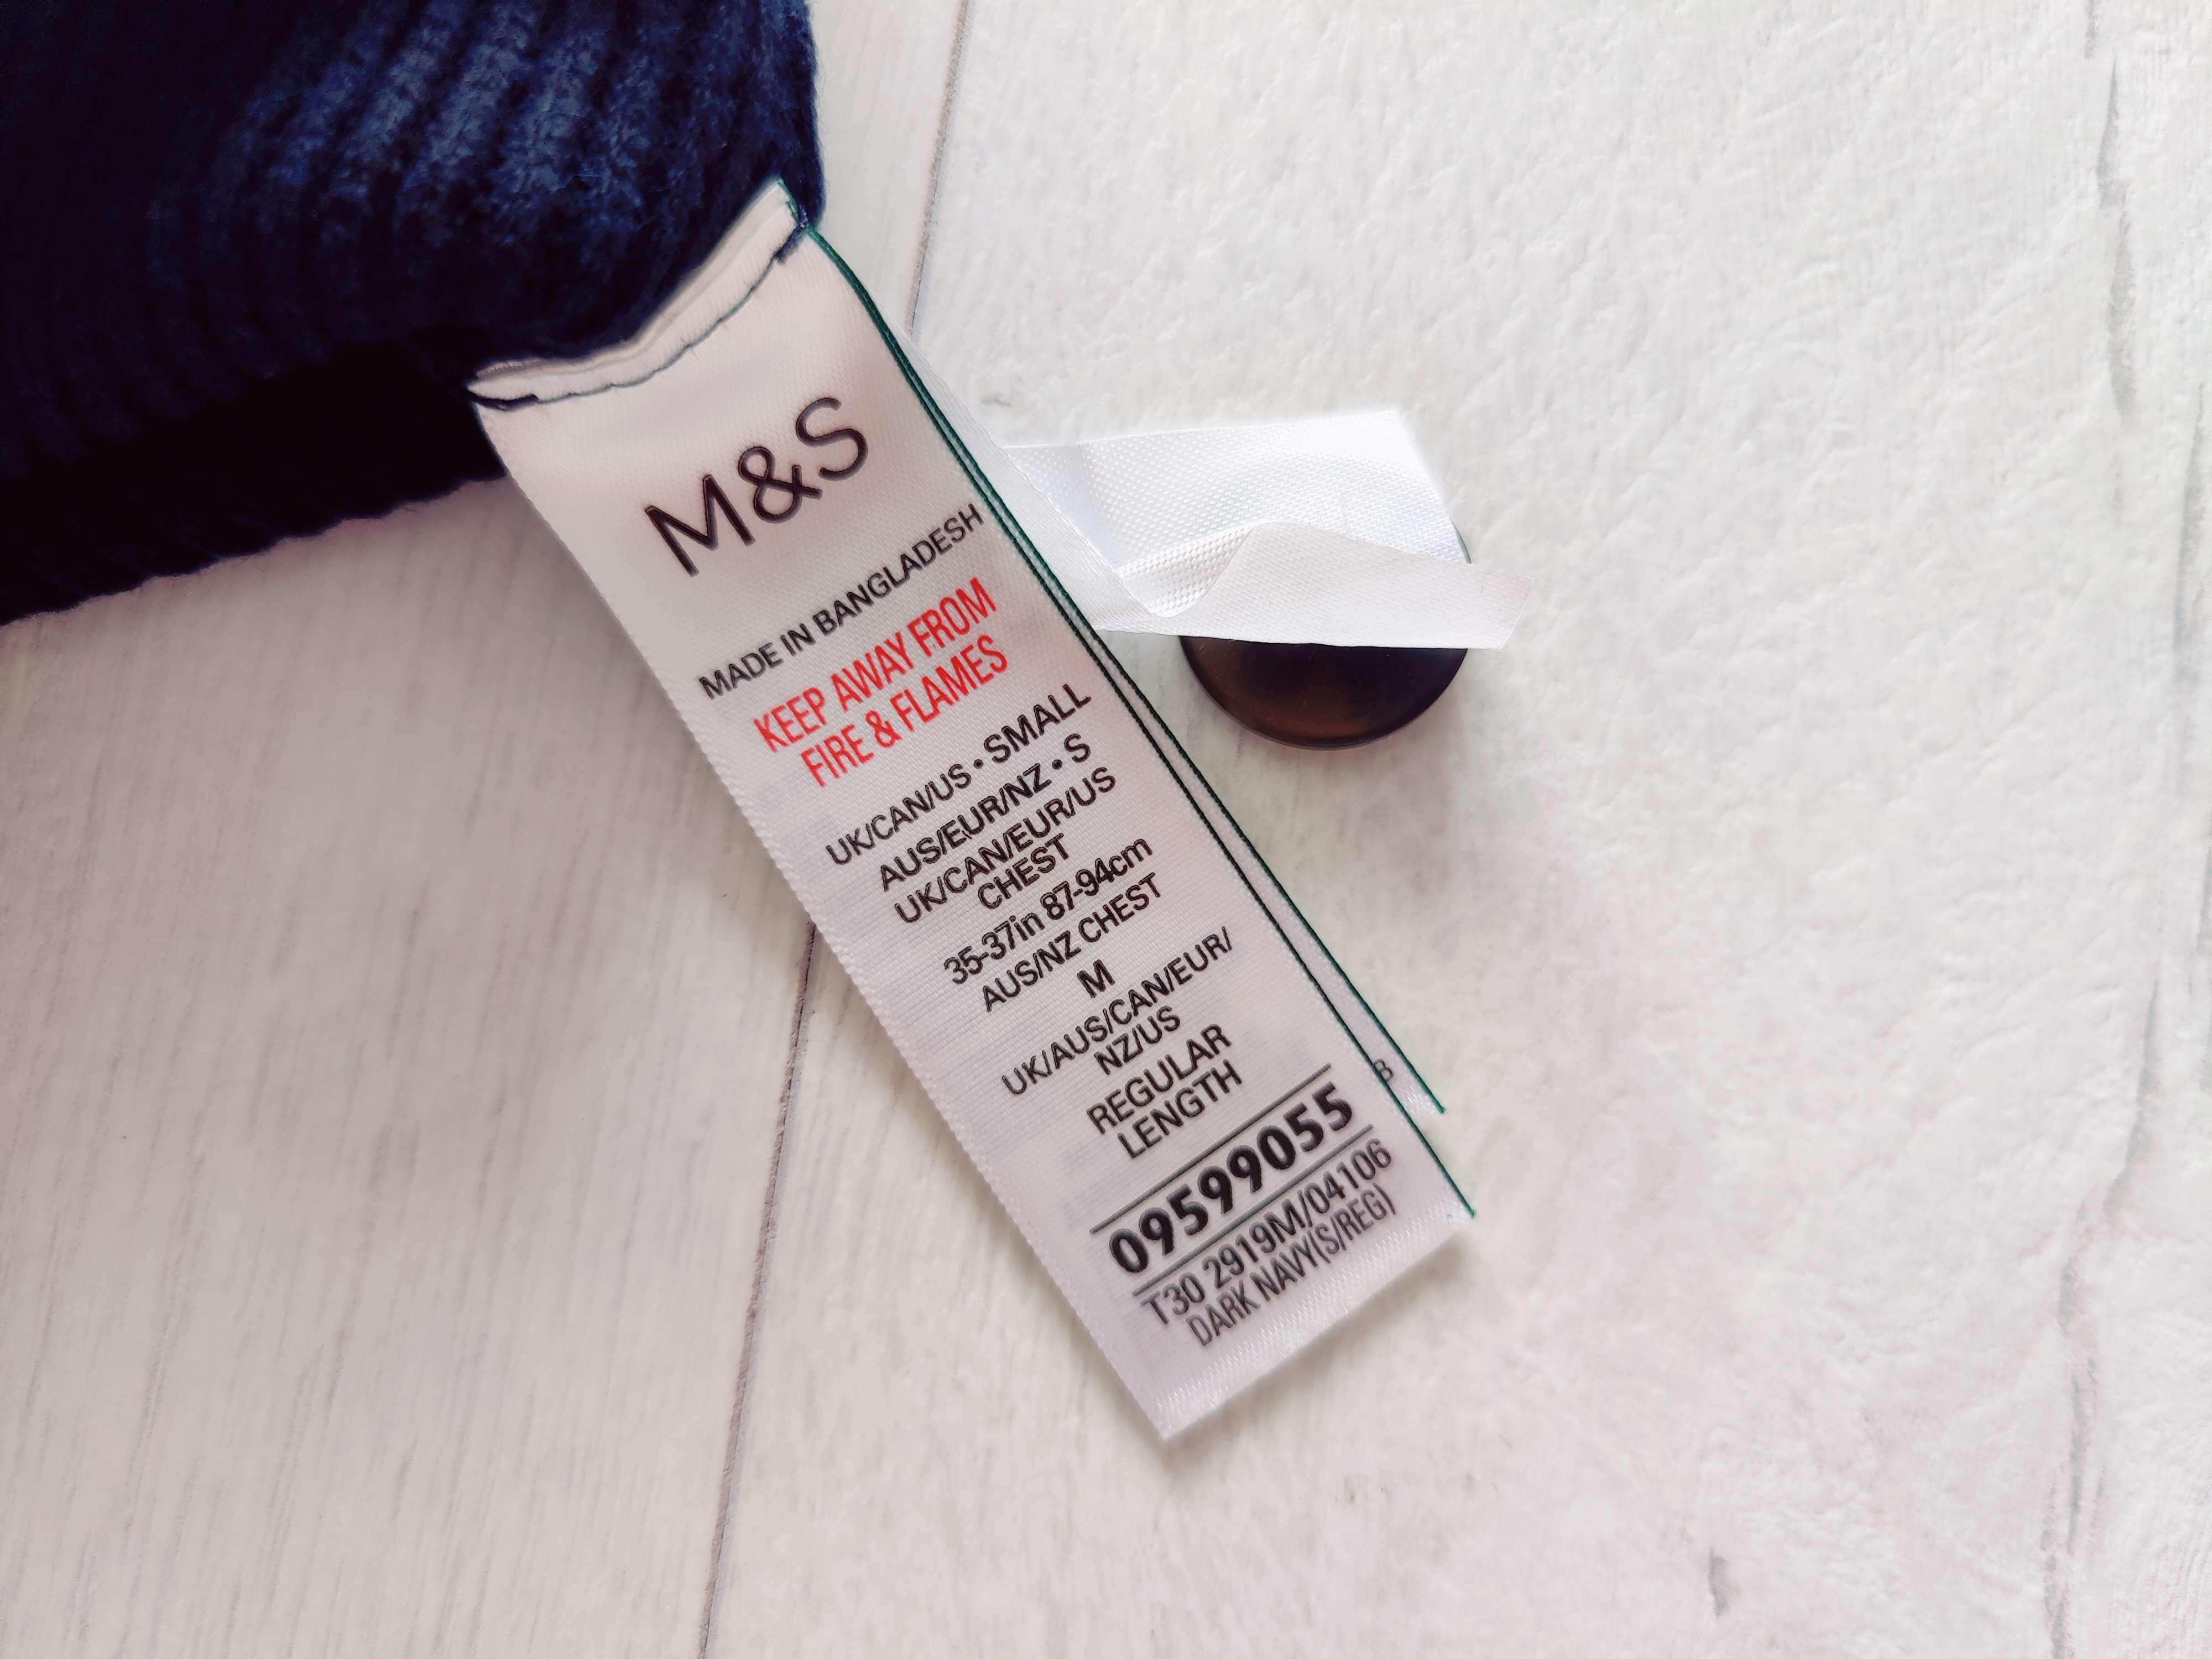 M&S
MADE IN BANGLADESH
KEEP AWAY FROM
FIRE & FLAMES
UK/CAN/US • SMALL
AUS/EUR/NZ • S
UK/CAN/EUR/US
CHEST
35-37in 87-94cm
AUS/NZ CHEST
M
UK/AUS/CAN/EUR/
NZ/US
REGULAR
LENGTH
09599055
T30 2919M/04106
DARK NAVY(S/REG)
B